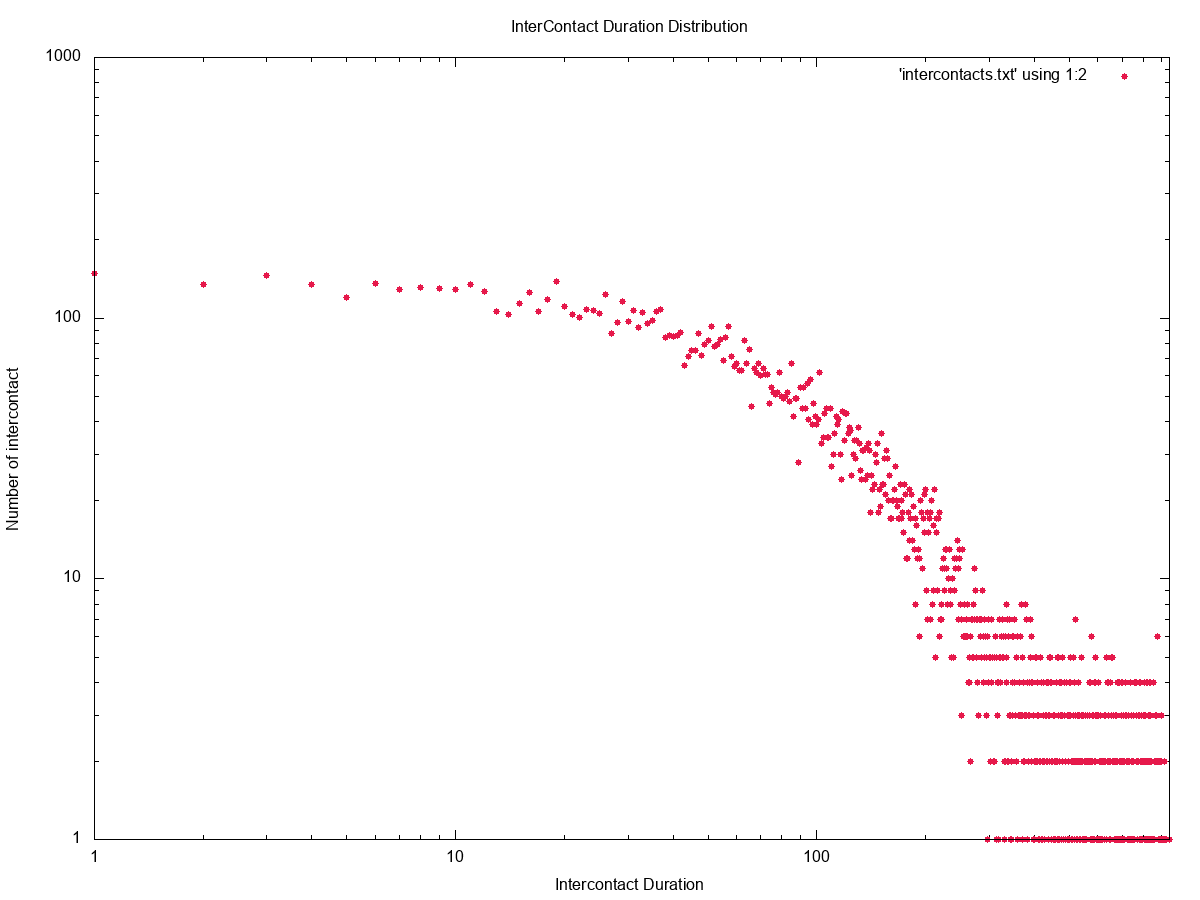 InterContact Duration Distribution
1000
'intercontacts.txt' using 1:2
100
Number of intercontact
10
1
1 10 100
Intercontact Duration